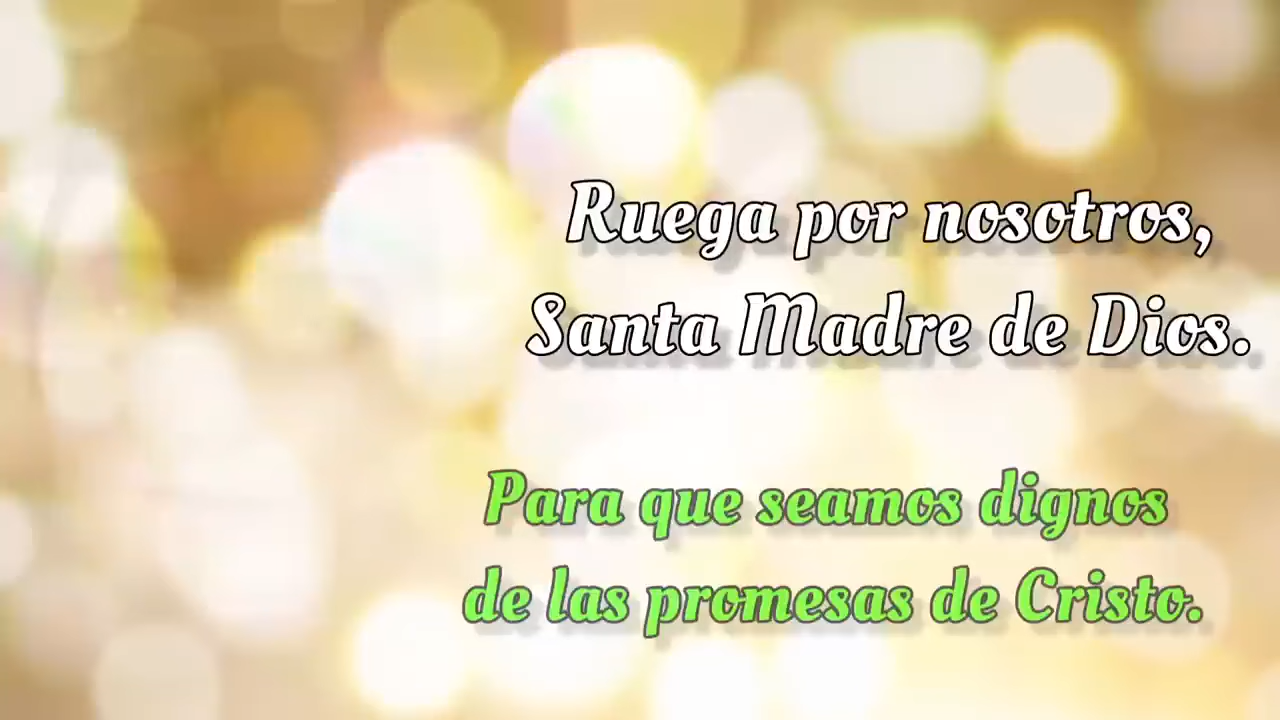 Ruega por nosotros,
Santa Madre de Dios.
Para que seamos dignos
de las promesas de Cristo.